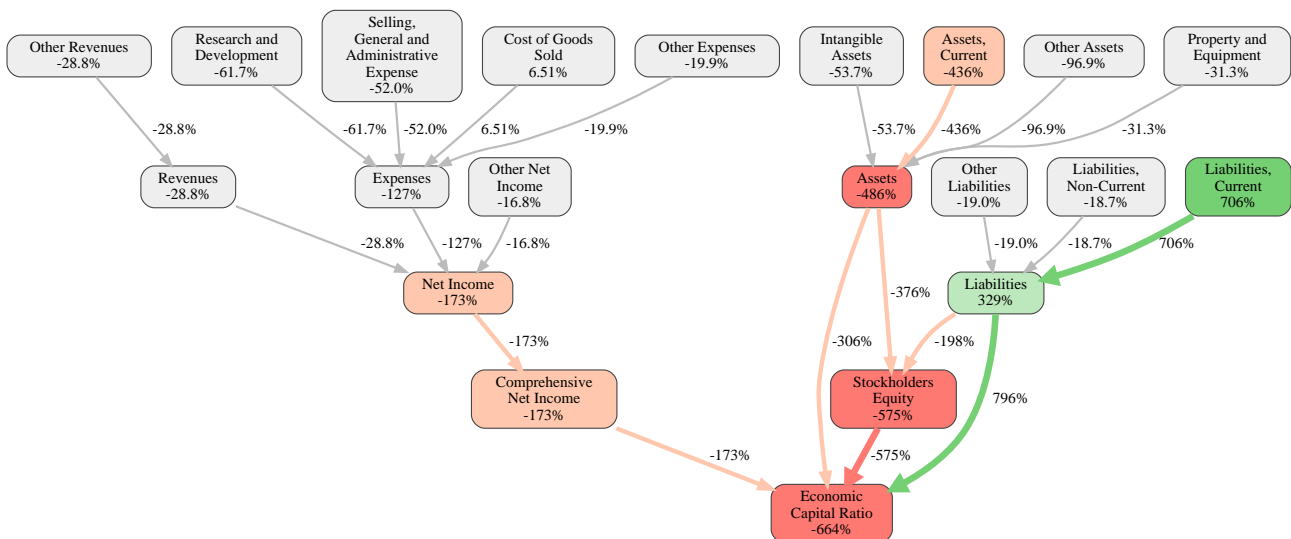 Other Revenues
-28.8%
Research and
Development
-61.7%
Selling,
General and
Administrative
Expense
-52.0%
Cost of Goods
Sold
6.51%
Other Expenses
-19.9%
Intangible
Assets
-53.7%
Assets,
Current
-436%
Other Assets
-96.9%
Property and
Equipment
-31.3%
-28.8%
-61.7%
-52.0%
6.51%
-19.9%
-53.7%
-436%
-96.9%
-31.3%
Revenues
-28.8%
Expenses
-127%
Other Net
Income
-16.8%
Assets
-486%
Other
Liabilities
-19.0%
Liabilities,
Non-Current
-18.7%
Liabilities,
Current
706%
-28.8%
-127%
-16.8%
-19.0%
-18.7%
706%
Net Income
-173%
-376%
Liabilities
329%
-173%
-306%
-198%
Comprehensive
Net Income
-173%
Stockholders
Equity
-575%
796%
-173%
-575%
Economic
Capital Ratio
-664%